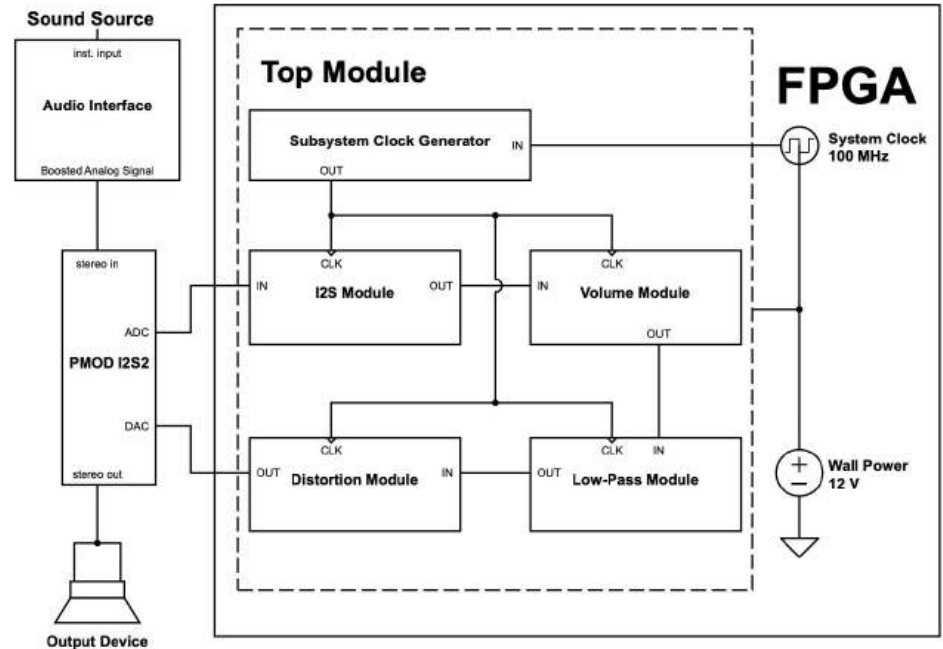 Sound Source
inst. input
Audio Interface
Boosted Analog Signal
stereo in
ADC
PMOD I2S2
DAC
stereo out
Output Device
FPGA
Top Module
Subsystem Clock Generator
IN
OUT
System Clock
100 MHz
CLK
IN
I2S Module
OUT
CLK
IN
Volume Module
OUT
CLK
OUT
Distortion Module
IN
CLK
IN
OUT
Low-Pass Module
Wall Power
12 V